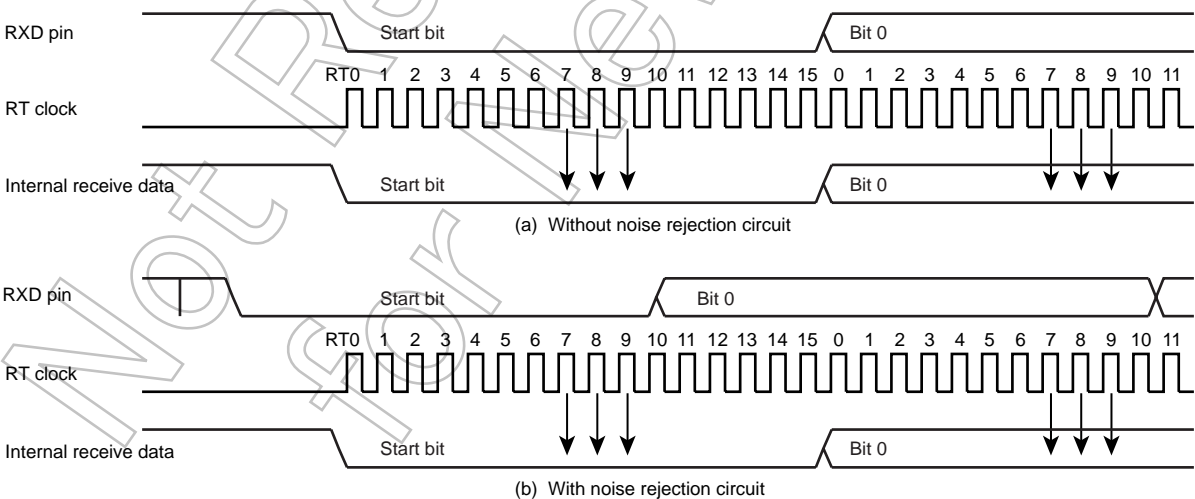 RXD pin
Start bit
Bit 0
RT0 1 2 3 4 5 6 7 8 9 10 11 12 13 14 15 0 1 2 3 4 5 6 7 8 9 10 11
RT clock
Internal receive data
Start bit
Bit 0
(a) Without noise rejection circuit
RXD pin
Start bit
Bit 0
RT0 1 2 3 4 5 6 7 8 9 10 11 12 13 14 15 0 1 2 3 4 5 6 7 8 9 10 11
RT clock
Internal receive data
Start bit
Bit 0
(b) With noise rejection circuit
Not Re
for Ne